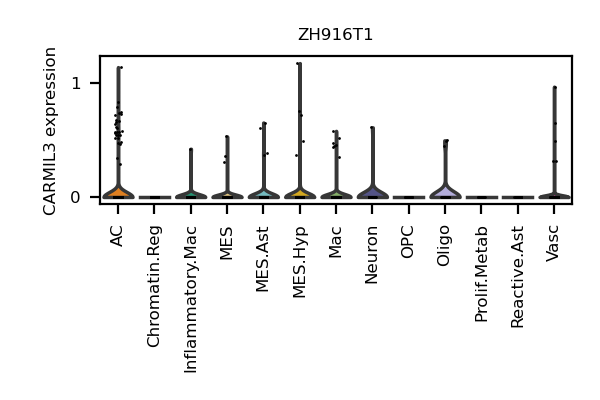 ZH916T1
CARMIL3 expression
1
0
AC
Chromatin.Reg
Inflammatory.Mac
MES
MES.Ast
MES.Hyp
Mac
Neuron
OPC
Oligo
Prolif.Metab
Reactive.Ast
Vasc